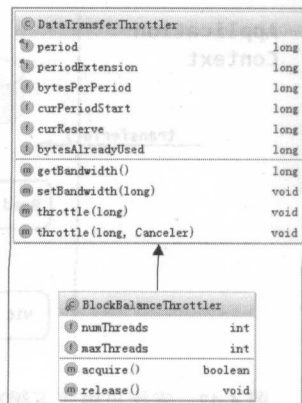 DataTransferThrottler
period long
periodExtension long
bytesPerPeriod long
curPeriodStart long
curReserve long
bytesAlreadyUsed long
getBandwidth() long
setBandwidth(long) void
throttle(long) void
throttle(long, Canceler) void
BlockBalanceThrottler
numThreads int
maxThreads int
acquire() boolean
release() void